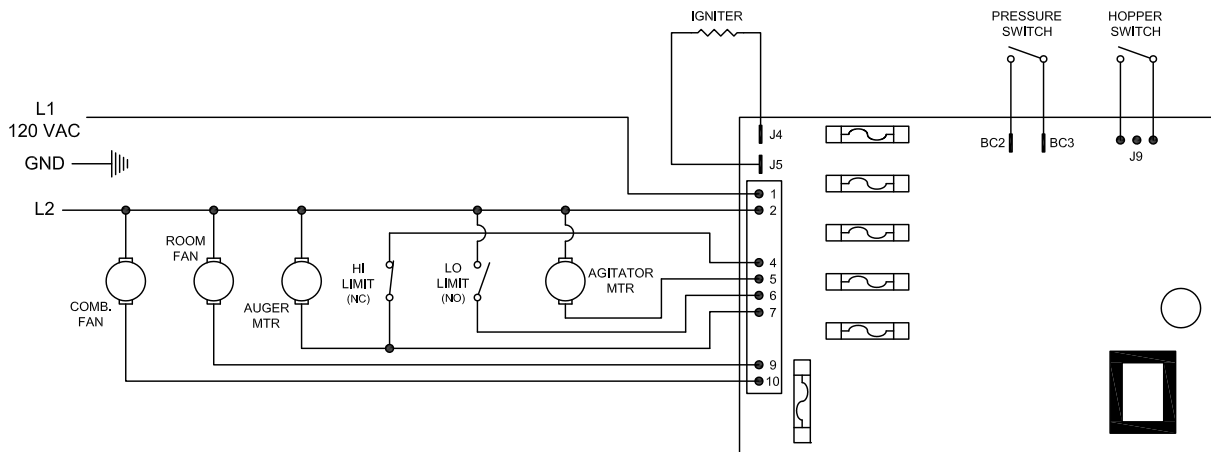 IGNITER
PRESSURE
SWITCH
HOPPER
SWITCH
L1
120 VAC
GND
L2
J4
J5
BC2
BC3
J9
1
2
4
5
6
7
9
10
COMB.
FAN
ROOM
FAN
AUGER
MTR
HI
LIMIT
(NC)
LO
LIMIT
(NO)
AGITATOR
MTR